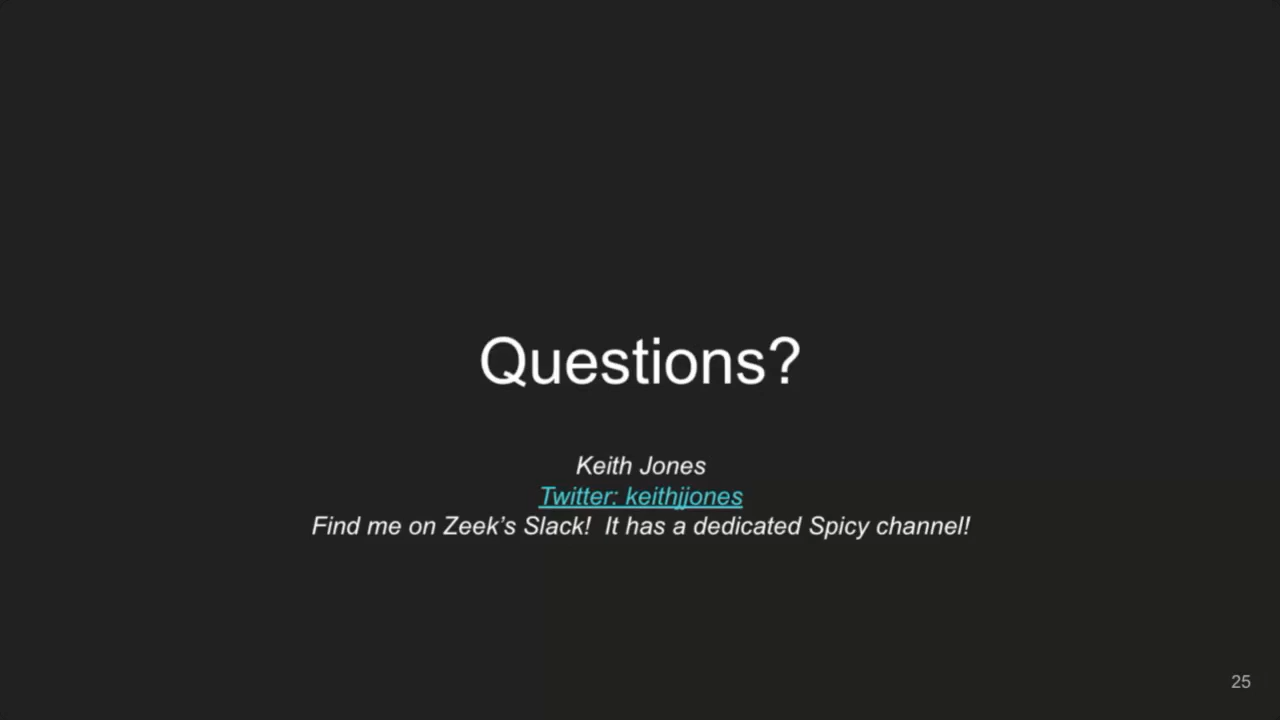 Questions?
Keith Jones
Twitter: keithjjones
Find me on Zeek’s Slack!  It has a dedicated Spicy channel!
25